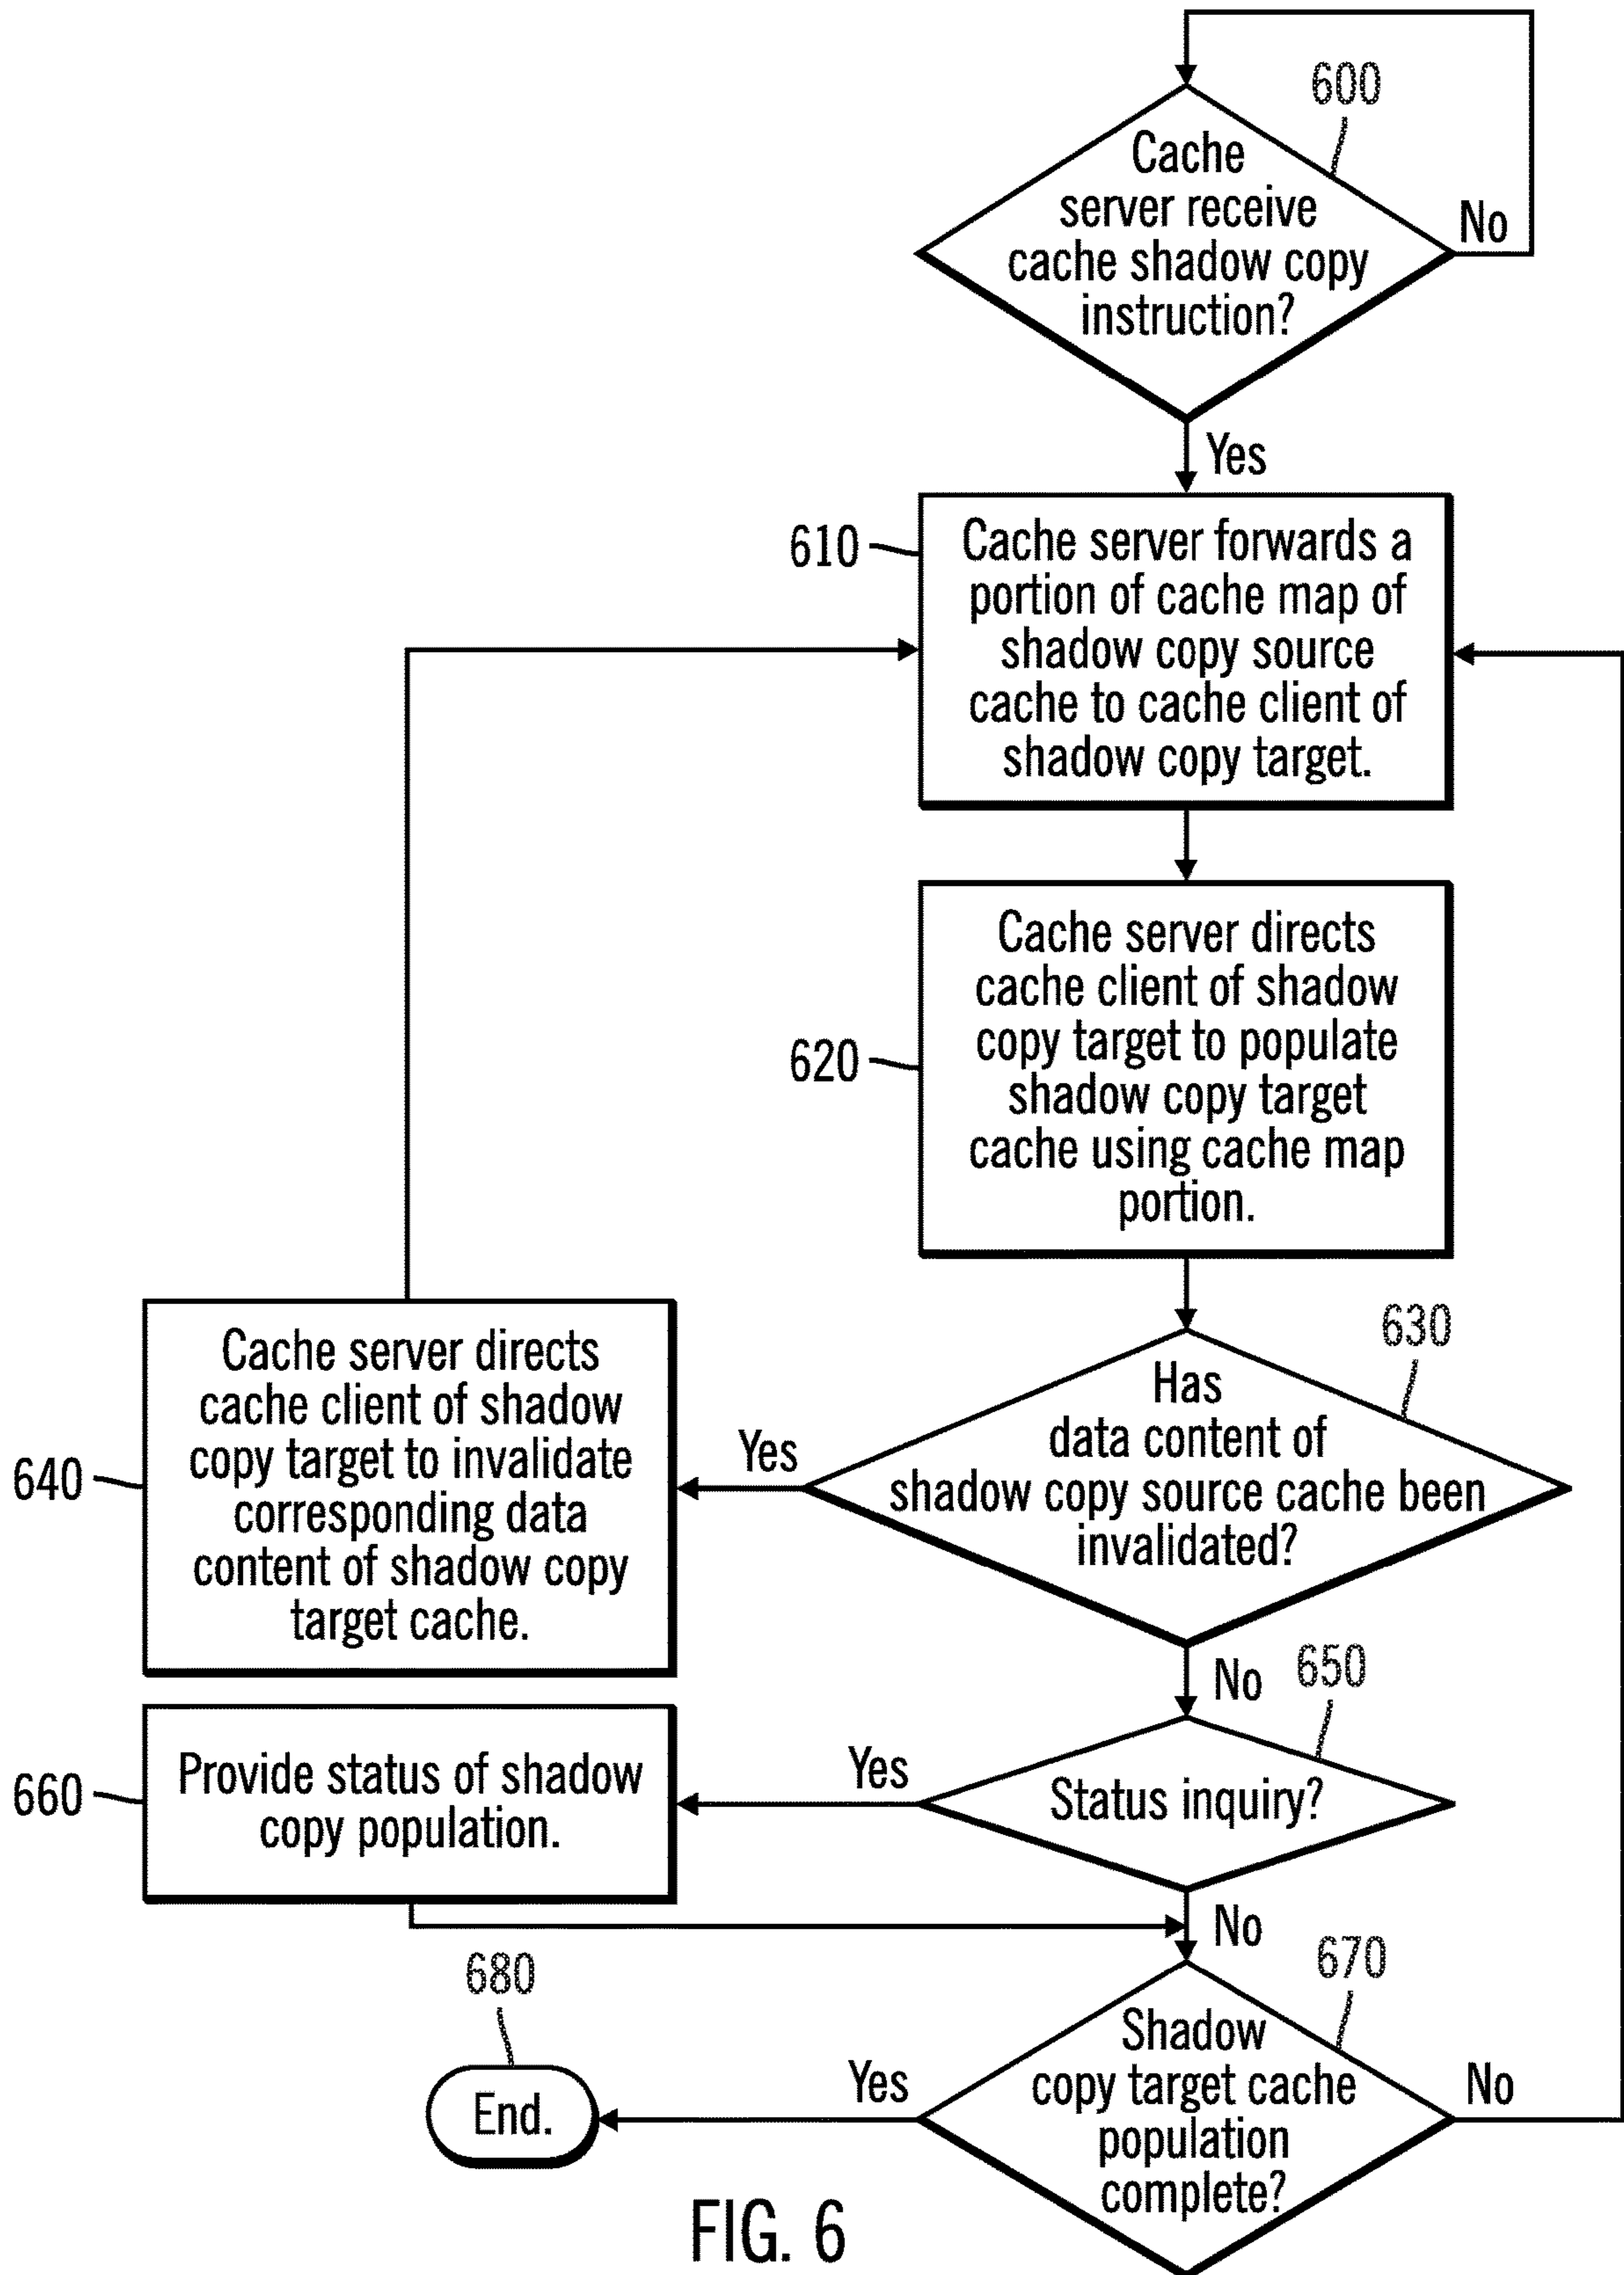 600
Cache
server receive
cache shadow copy
instruction?
No
Yes
610
Cache server forwards a
portion of cache map of
shadow copy source
cache to cache client of
shadow copy target.
620
Cache server directs
cache client of shadow
copy target to populate
shadow copy target
cache using cache map
portion.
630
Has
data content of
shadow copy source cache been
invalidated?
Yes
640
Cache server directs
cache client of shadow
copy target to invalidate
corresponding data
content of shadow copy
target cache.
No
650
Status inquiry?
Yes
660
Provide status of shadow
copy population.
No
670
Shadow
copy target cache
population
complete?
No
Yes
680
End.
FIG. 6